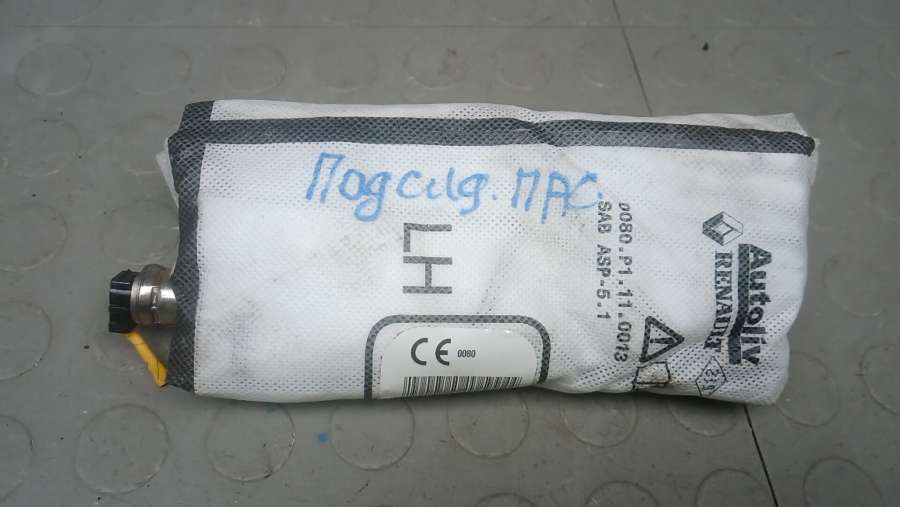 Подсид. ПАС.
LH
0080.P1.11.0013
SAB ASP-5.1
Autoliv
RENAULT
CE 0080